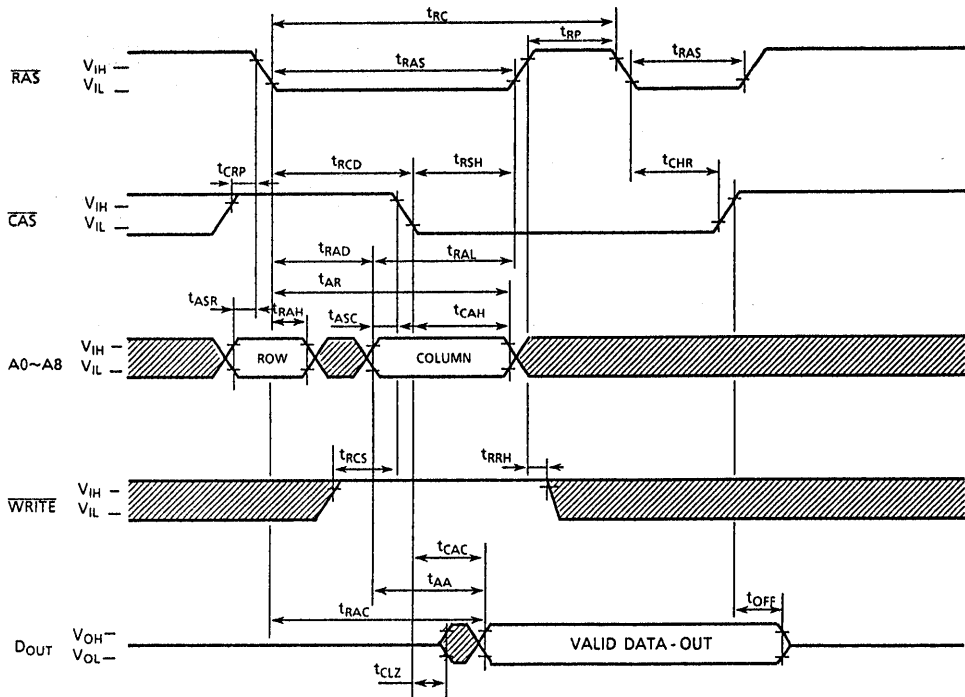 tRC
tRP
tRAS
tRAS
RAS
VIH
VIL
tCRP
tRCD
tRSH
tCHR
CAS
VIH
VIL
tRAD
tRAL
tAR
tASR
tRAH
tASC
tCAH
A0~A8
VIH
VIL
ROW
COLUMN
tRCS
tRRH
WRITE
VIH
VIL
tCAC
tAA
tRAC
tOFF
DOUT
VOH
VOL
VALID DATA-OUT
tCLZ